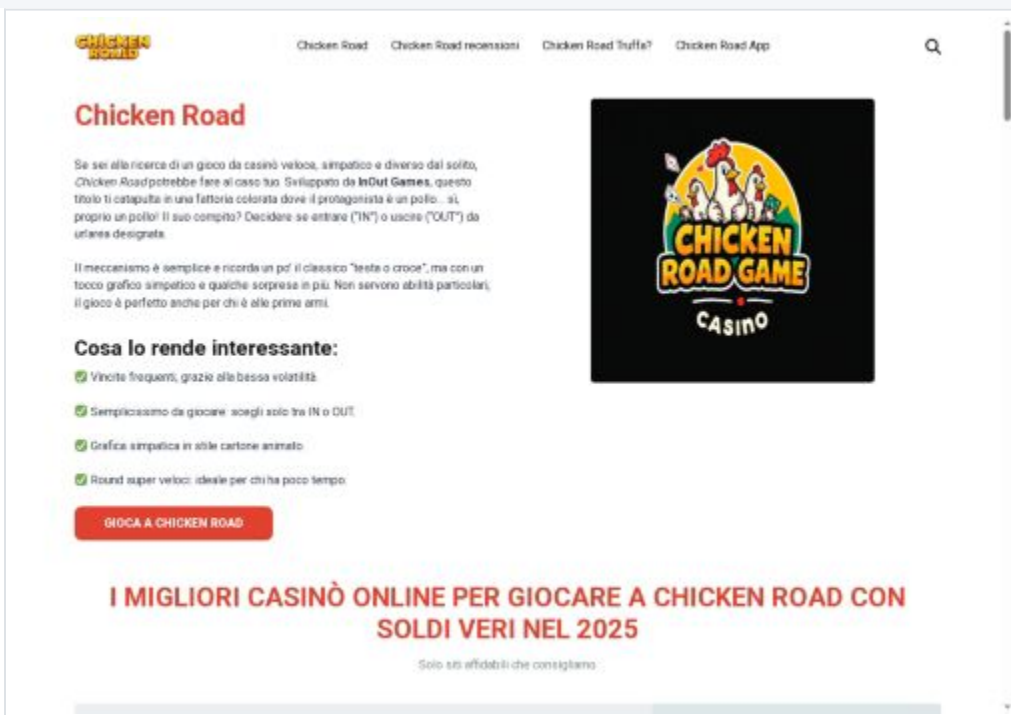 CHICKEN
ROAD
Chicken Road
Chicken Road recensioni
Chicken Road Truffa?
Chicken Road App
Chicken Road
Se sei alla ricerca di un gioco da casinò veloce, simpatico e diverso dal solito,
Chicken Road potrebbe fare al caso tuo. Sviluppato da InOut Games, questo
titolo ti catapulta in una fattoria colorata dove il protagonista è un pollo... sì,
proprio un pollo! Il suo compito? Decidere se entrare ("IN") o uscire ("OUT") da
un'area designata.
Il meccanismo è semplice e ricorda un po' il classico "testa o croce", ma con un
tocco grafico simpatico e qualche sorpresa in più. Non servono abilità particolari,
il gioco è perfetto anche per chi è alle prime armi.
Cosa lo rende interessante:
✅ Vincite frequenti, grazie alla bassa volatilità
✅ Semplicissimo da giocare: scegli solo tra IN o OUT.
✅ Grafica simpatica in stile cartone animato
✅ Round super veloci: ideale per chi ha poco tempo.
GIOCA A CHICKEN ROAD
CHICKEN
ROAD GAME
CASINO
I MIGLIORI CASINÒ ONLINE PER GIOCARE A CHICKEN ROAD CON
SOLDI VERI NEL 2025
Solo siti affidabili che consigliamo